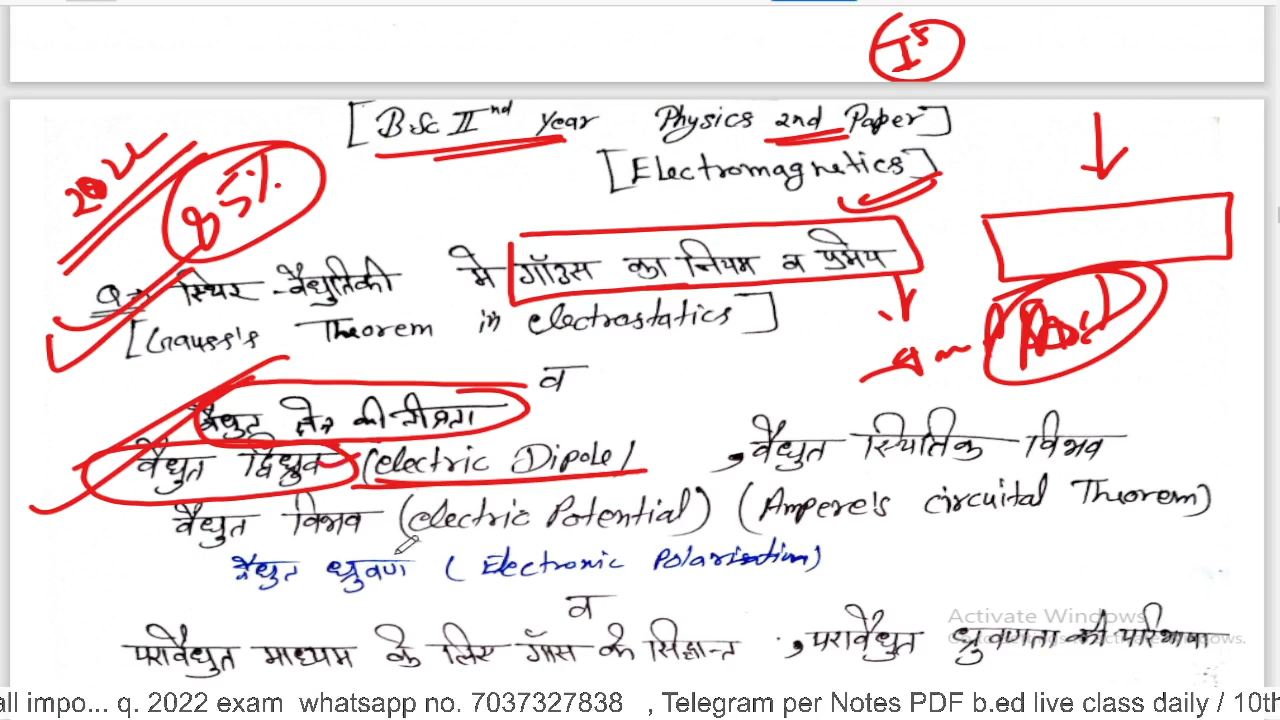 I5
[B.Sc IInd Year Physics 2nd Paper]
[Electromagnetics]
2022
85%
Q→ स्थिर-वैधुतिकी मे गॉउस का नियम व प्रमेय
[Gauss's Theorem in electrostatics]
व
वैधुत क्षेत्र की तीव्रता
वैधुत द्विध्रुव (electric Dipole) , वैधुत स्थितिक विभव
वैधुत विभव (electric Potential) (Ampere's circuital Theorem)
वैधुत ध्रुवण (Electronic Polarisation)
व
परावैधुत माध्यम के लिए गॉस के सिद्धान्त , परावैधुत ध्रुवणता की परिभाषा
Activate Windows
all impo... q. 2022 exam whatsapp no. 7037327838 , Telegram per Notes PDF b.ed live class daily / 10th